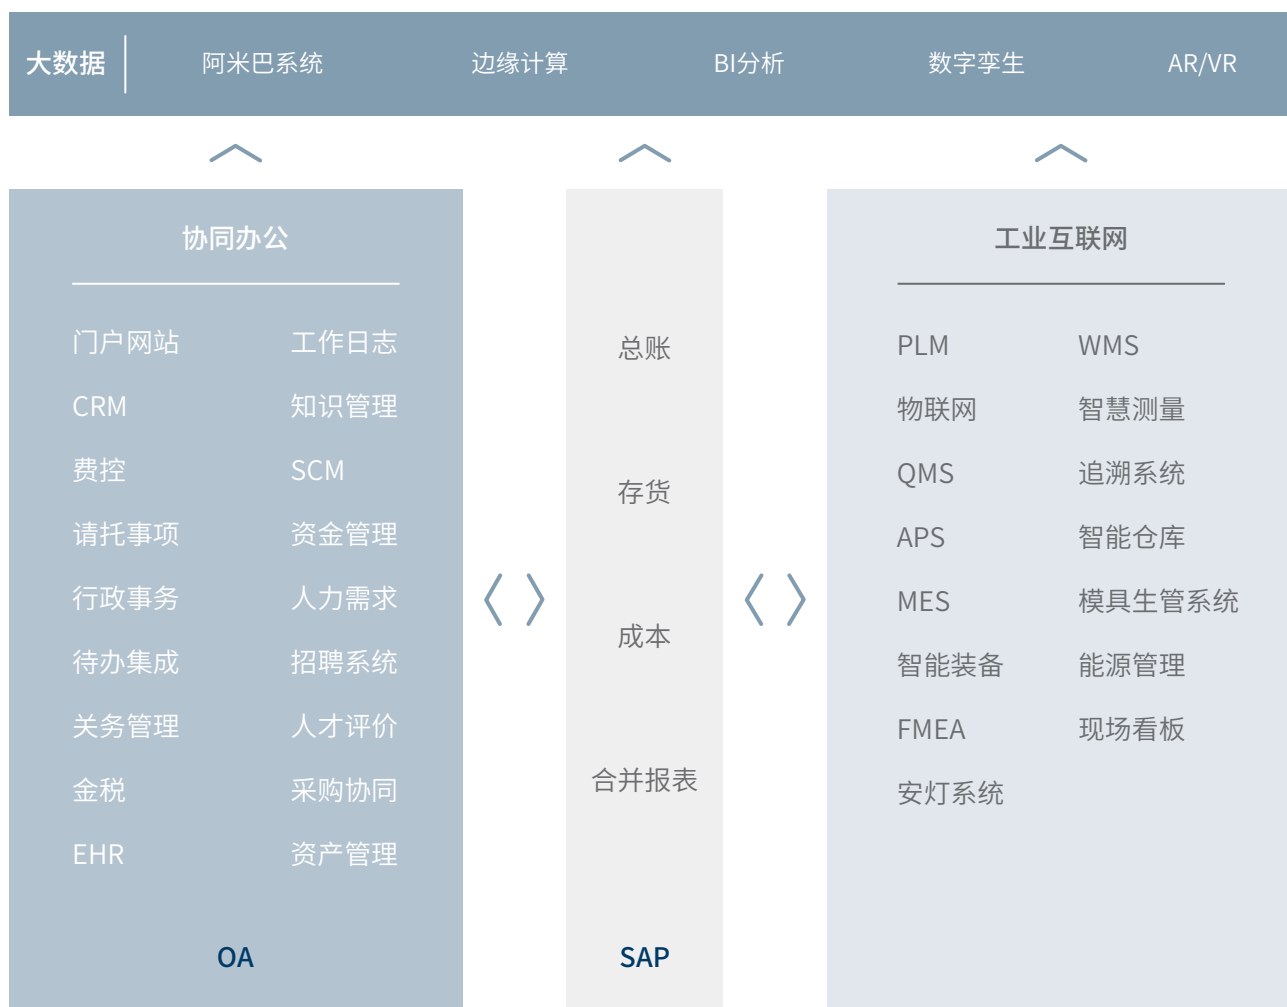 大数据 阿米巴系统 边缘计算 BI分析 数字孪生 AR/VR
协同办公
门户网站 工作日志
CRM 知识管理
费控 SCM
请托事项 资金管理
行政事务 人力需求
待办集成 招聘系统
关务管理 人才评价
金税 采购协同
EHR 资产管理
OA
总账
存货
成本
合并报表
SAP
工业互联网
PLM WMS
物联网 智慧测量
QMS 追溯系统
APS 智能仓库
MES 模具生管系统
智能装备 能源管理
FMEA 现场看板
安灯系统